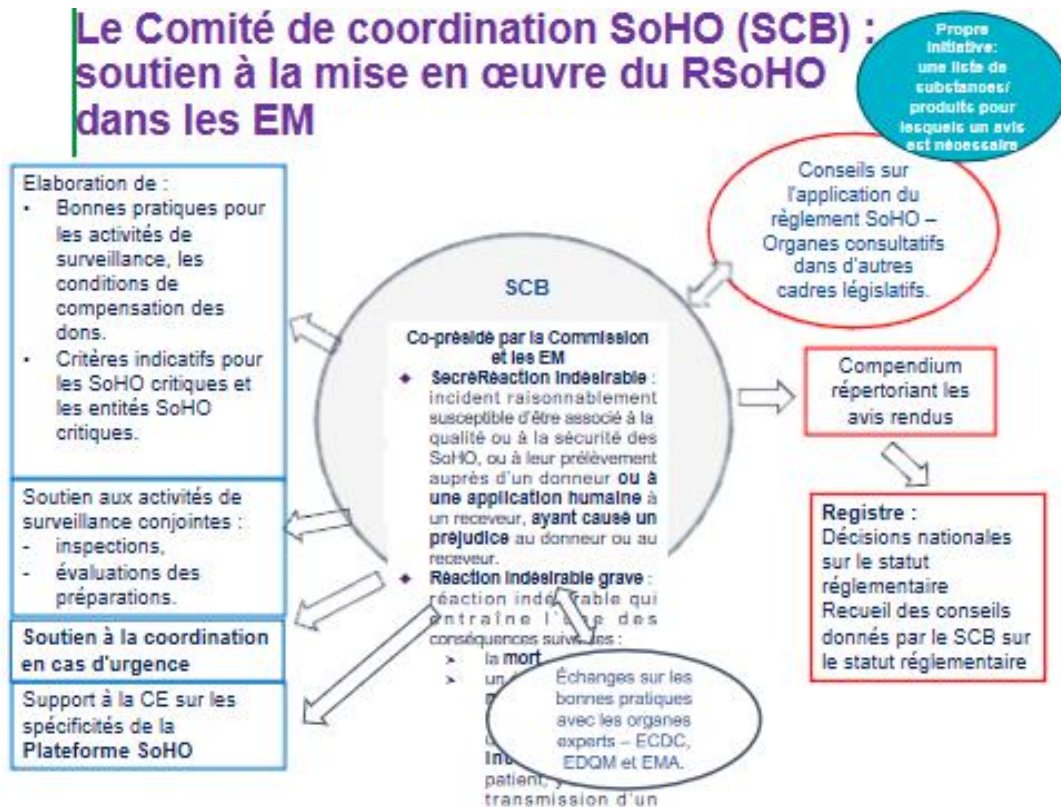 Le Comité de coordination SoHO (SCB) :
soutien à la mise en œuvre du RSoHO
dans les EM
Propre
Initiative:
une liste de
substances/
produits pour
lesquels un avis
est nécessaire
Elaboration de :
• Bonnes pratiques pour
les activités de
surveillance, les
conditions de
compensation des
dons.
• Critères indicatifs pour
les SoHO critiques et
les entités SoHO
critiques.
Soutien aux activités de
surveillance conjointes :
- inspections,
- évaluations des
préparations.
Soutien à la coordination
en cas d'urgence
Support à la CE sur les
spécificités de la
Plateforme SoHO
SCB
Co-présidé par la Commission
et les EM
SecréRéaction indésirable :
incident raisonnablement
susceptible d'être associé à la
qualité ou à la sécurité des
SoHO, ou à leur prélèvement
auprès d'un donneur ou à
une application humaine à
un receveur, ayant causé un
préjudice au donneur ou au
receveur.
Réaction indésirable grave :
réaction indésirable qui
entraîne l'une des
conséquences suivantes :
➢ la mort
➢ un
patient,
transmission d'un
Échanges sur les
bonnes pratiques
avec les organes
experts – ECDC,
EDQM et EMA.
Conseils sur
l'application du
règlement SoHO –
Organes consultatifs
dans d'autres
cadres législatifs.
Compendium
répertoriant les
avis rendus
Registre :
Décisions nationales
sur le statut
réglementaire
Recueil des conseils
donnés par le SCB sur
le statut réglementaire